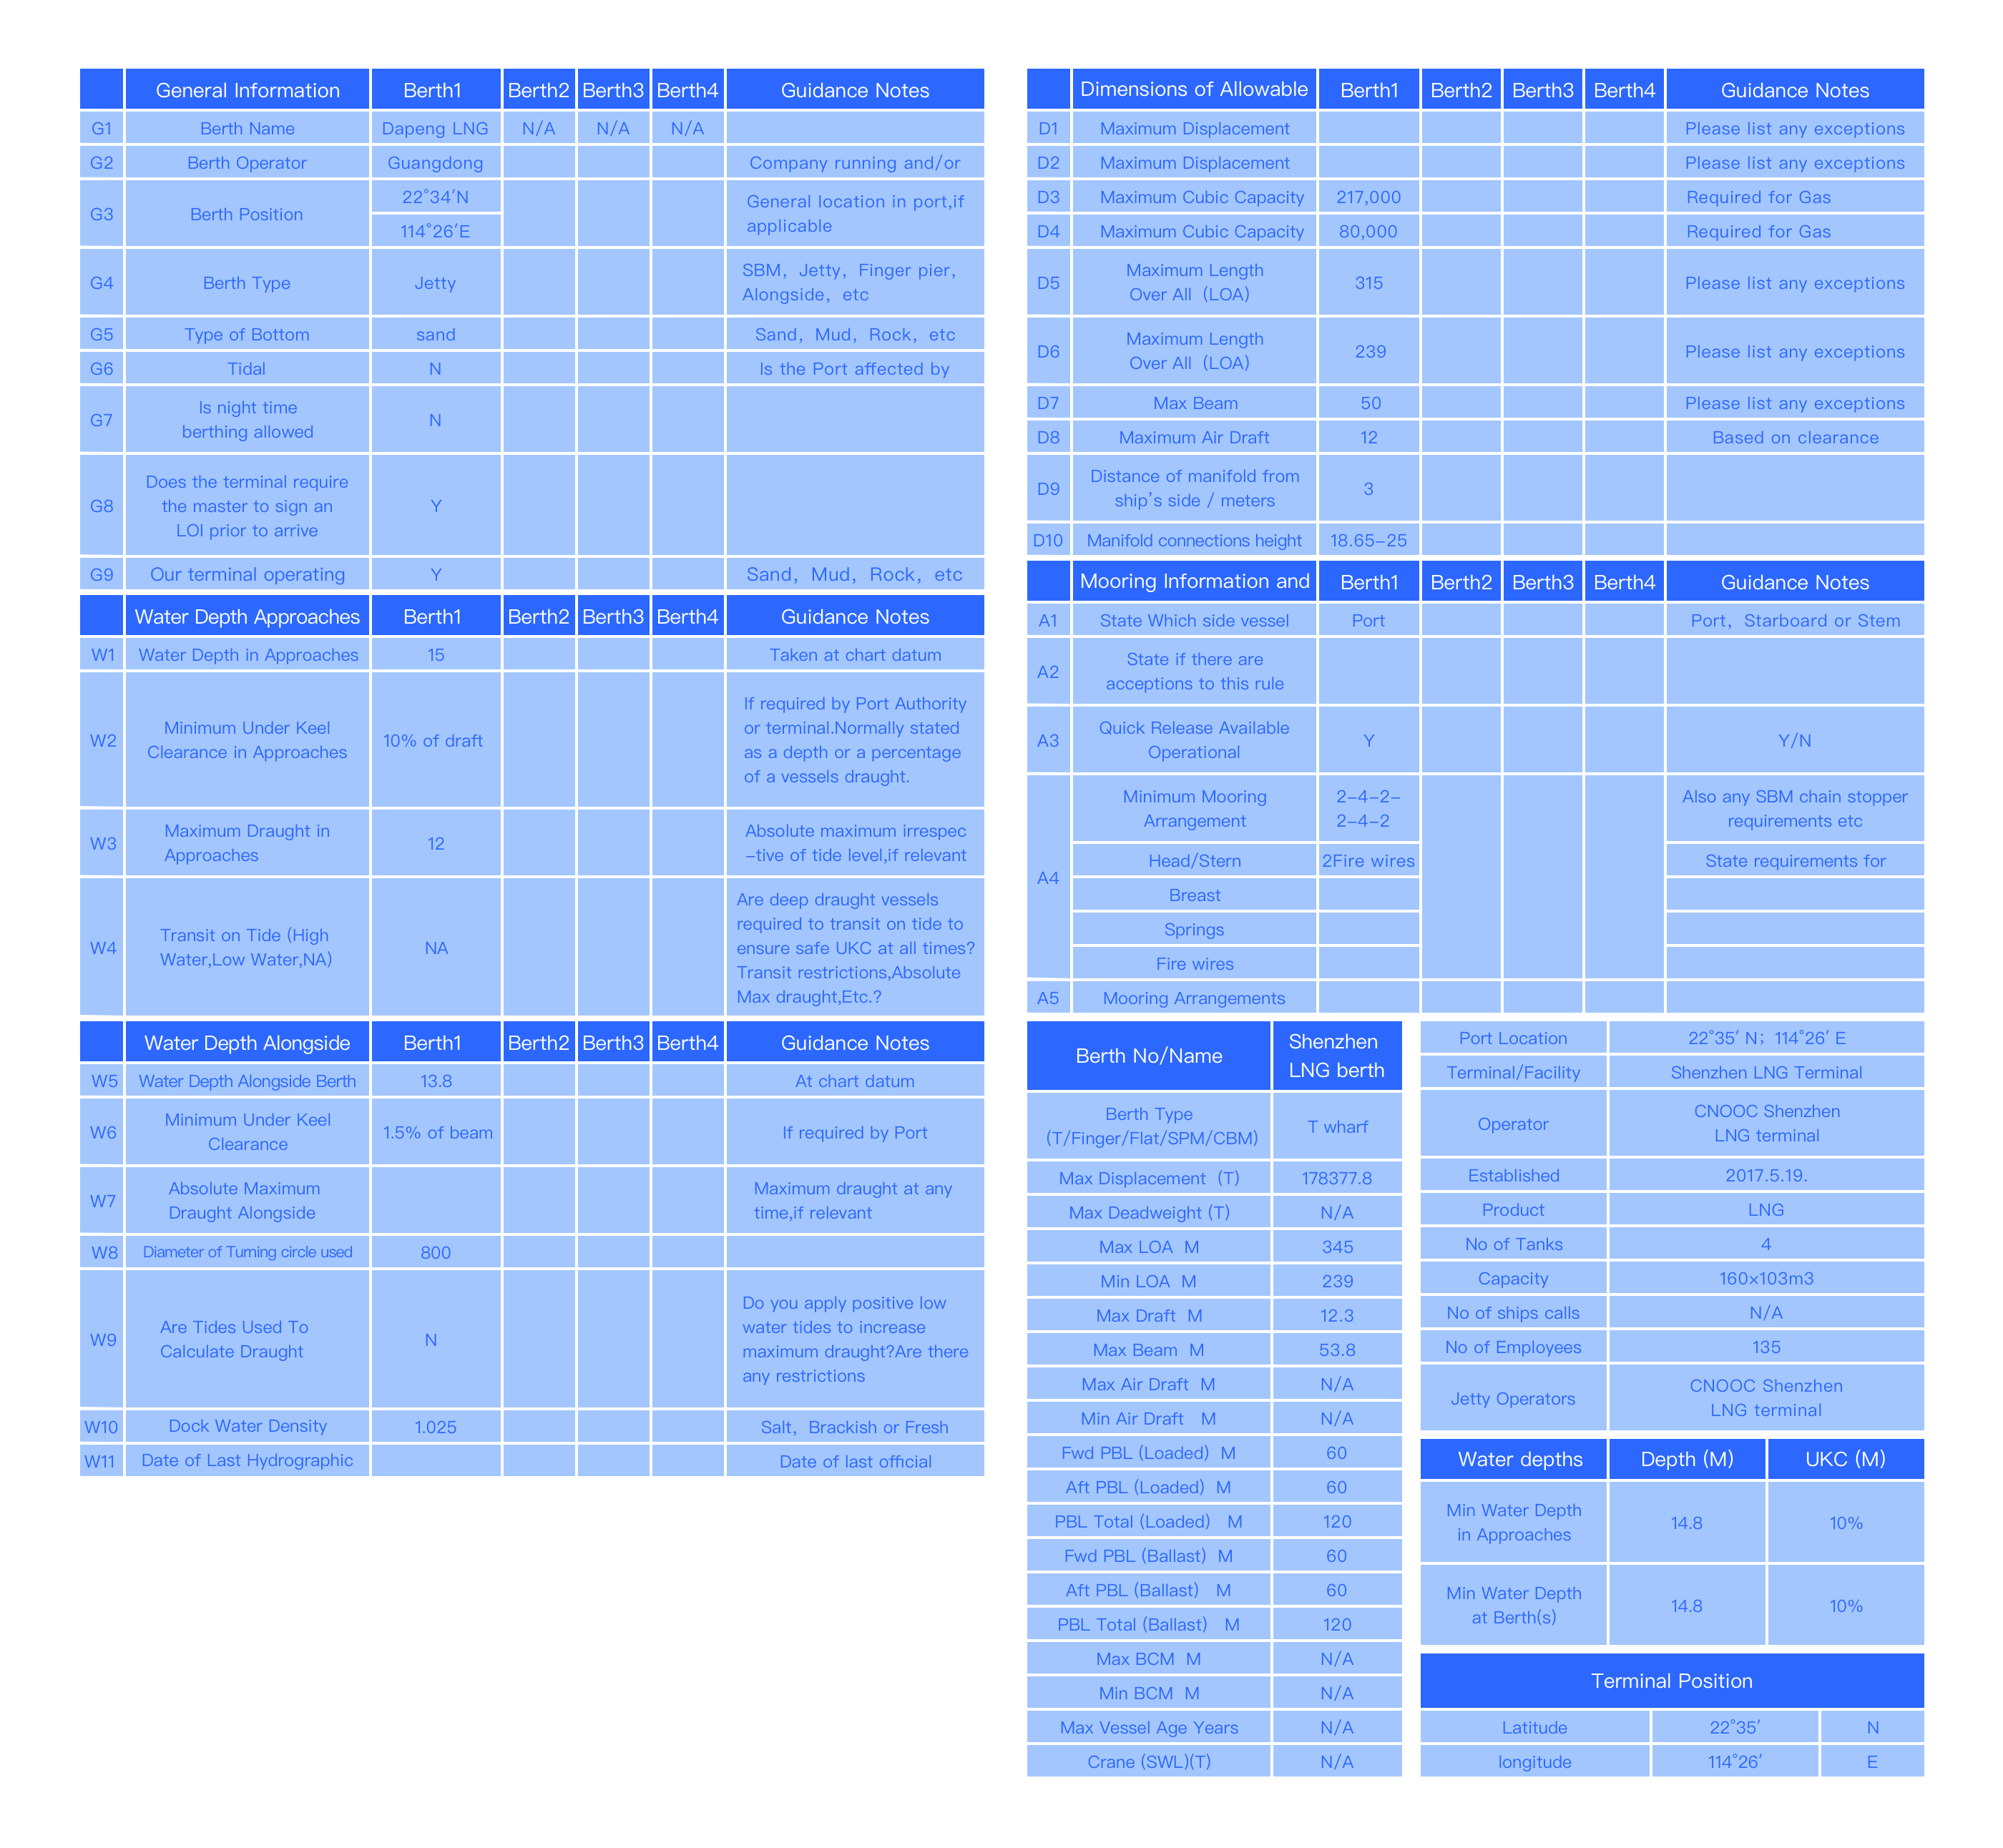 General Information Berth1 Berth2 Berth3 Berth4 Guidance Notes
G1 Berth Name Dapeng LNG N/A N/A N/A
G2 Berth Operator Guangdong Company running and/or
G3 Berth Position 22°34′N General location in port,if
114°26′E applicable
G4 Berth Type Jetty SBM，Jetty，Finger pier，
Alongside，etc
G5 Type of Bottom sand Sand，Mud，Rock，etc
G6 Tidal N Is the Port affected by
G7 Is night time N
berthing allowed
G8 Does the terminal require Y
the master to sign an
LOI prior to arrive
G9 Our terminal operating Y Sand，Mud，Rock，etc
Water Depth Approaches Berth1 Berth2 Berth3 Berth4 Guidance Notes
W1 Water Depth in Approaches 15 Taken at chart datum
W2 Minimum Under Keel 10% of draft If required by Port Authority
Clearance in Approaches or terminal.Normally stated
as a depth or a percentage
of a vessels draught.
W3 Maximum Draught in 12 Absolute maximum irrespec
Approaches –tive of tide level,if relevant
W4 Transit on Tide (High NA Are deep draught vessels
Water,Low Water,NA) required to transit on tide to
ensure safe UKC at all times?
Transit restrictions,Absolute
Max draught,Etc.?
Water Depth Alongside Berth1 Berth2 Berth3 Berth4 Guidance Notes
W5 Water Depth Alongside Berth 13.8 At chart datum
W6 Minimum Under Keel 1.5% of beam If required by Port
Clearance
W7 Absolute Maximum Maximum draught at any
Draught Alongside time,if relevant
W8 Diameter of Turning circle used 800
W9 Are Tides Used To N Do you apply positive low
Calculate Draught water tides to increase
maximum draught?Are there
any restrictions
W10 Dock Water Density 1.025 Salt，Brackish or Fresh
W11 Date of Last Hydrographic Date of last official
Dimensions of Allowable Berth1 Berth2 Berth3 Berth4 Guidance Notes
D1 Maximum Displacement Please list any exceptions
D2 Maximum Displacement Please list any exceptions
D3 Maximum Cubic Capacity 217,000 Required for Gas
D4 Maximum Cubic Capacity 80,000 Required for Gas
D5 Maximum Length 315 Please list any exceptions
Over All（LOA）
D6 Maximum Length 239 Please list any exceptions
Over All（LOA）
D7 Max Beam 50 Please list any exceptions
D8 Maximum Air Draft 12 Based on clearance
D9 Distance of manifold from 3
ship's side / meters
D10 Manifold connections height 18.65–25
Mooring Information and Berth1 Berth2 Berth3 Berth4 Guidance Notes
A1 State Which side vessel Port Port，Starboard or Stem
A2 State if there are
acceptions to this rule
A3 Quick Release Available Y Y/N
Operational
A4 Minimum Mooring 2–4–2– Also any SBM chain stopper
Arrangement 2–4–2 requirements etc
Head/Stern 2Fire wires State requirements for
Breast
Springs
Fire wires
A5 Mooring Arrangements
Berth No/Name Shenzhen
LNG berth
Berth Type T wharf
(T/Finger/Flat/SPM/CBM)
Max Displacement（T） 178377.8
Max Deadweight (T) N/A
Max LOA M 345
Min LOA M 239
Max Draft M 12.3
Max Beam M 53.8
Max Air Draft M N/A
Min Air Draft M N/A
Fwd PBL (Loaded) M 60
Aft PBL (Loaded) M 60
PBL Total (Loaded) M 120
Fwd PBL (Ballast) M 60
Aft PBL (Ballast) M 60
PBL Total (Ballast) M 120
Max BCM M N/A
Min BCM M N/A
Max Vessel Age Years N/A
Crane (SWL)(T) N/A
Port Location 22°35′ N；114°26′ E
Terminal/Facility Shenzhen LNG Terminal
Operator CNOOC Shenzhen
LNG terminal
Established 2017.5.19.
Product LNG
No of Tanks 4
Capacity 160×103m3
No of ships calls N/A
No of Employees 135
Jetty Operators CNOOC Shenzhen
LNG terminal
Water depths Depth (M) UKC (M)
Min Water Depth 14.8 10%
in Approaches
Min Water Depth 14.8 10%
at Berth(s)
Terminal Position
Latitude 22°35′ N
longitude 114°26′ E